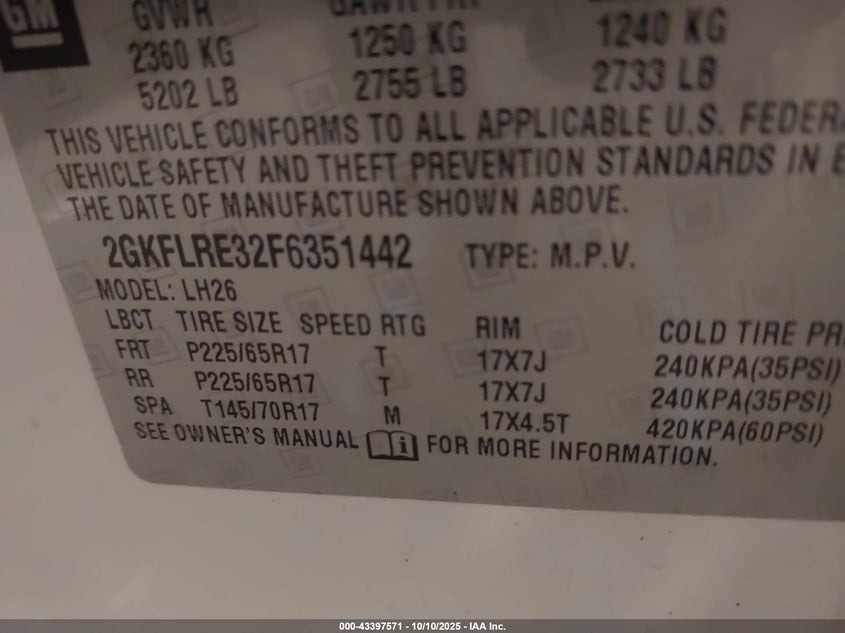 GM
GVWR
2360 KG
1250 KG
1240 KG
5202 LB
2755 LB
2733 LB
THIS VEHICLE CONFORMS TO ALL APPLICABLE U.S. FEDERA
VEHICLE SAFETY AND THEFT PREVENTION STANDARDS IN E
THE DATE OF MANUFACTURE SHOWN ABOVE.
2GKFLRE32F6351442 TYPE: M.P.V.
MODEL: LH26
LBCT TIRE SIZE SPEED RTG RIM COLD TIRE PR
FRT P225/65R17 T 17X7J 240KPA(35PSI)
RR P225/65R17 T 17X7J 240KPA(35PSI)
SPA T145/70R17 M 17X4.5T 420KPA(60PSI)
SEE OWNER'S MANUAL FOR MORE INFORMATION.
000-43397571 - 10/10/2025 - IAA Inc.